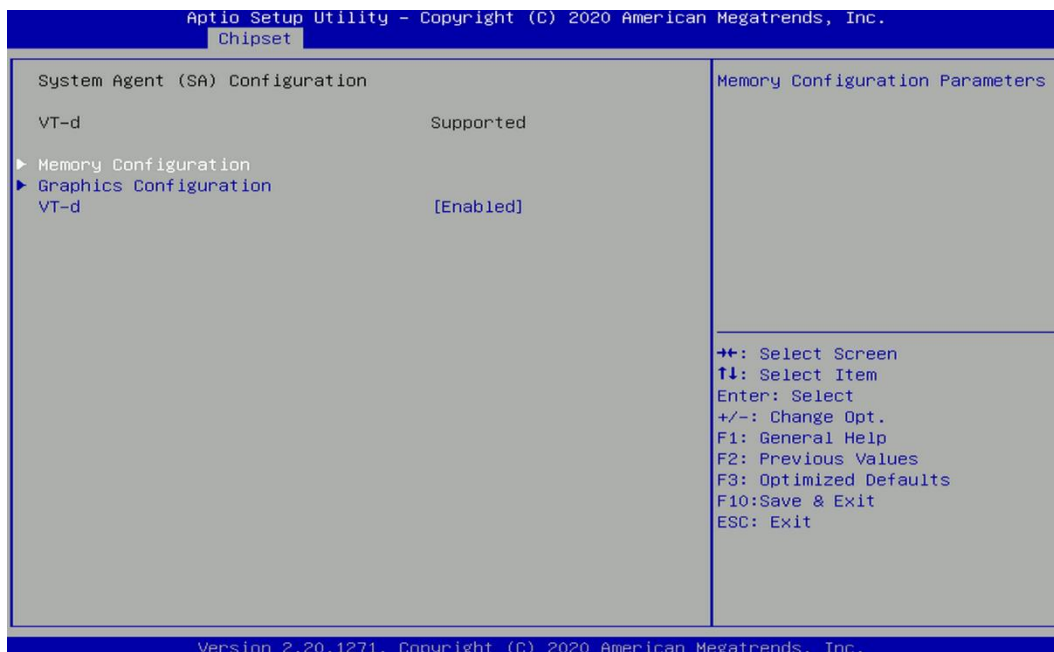 Aptio Setup Utility – Copyright (C) 2020 American Megatrends, Inc.
Chipset
System Agent (SA) Configuration
VT-d Supported
▶ Memory Configuration
▶ Graphics Configuration
VT-d [Enabled]
Memory Configuration Parameters
→←: Select Screen
↑↓: Select Item
Enter: Select
+/-: Change Opt.
F1: General Help
F2: Previous Values
F3: Optimized Defaults
F10:Save & Exit
ESC: Exit
Version 2.20.1271. Copyright (C) 2020 American Megatrends, Inc.